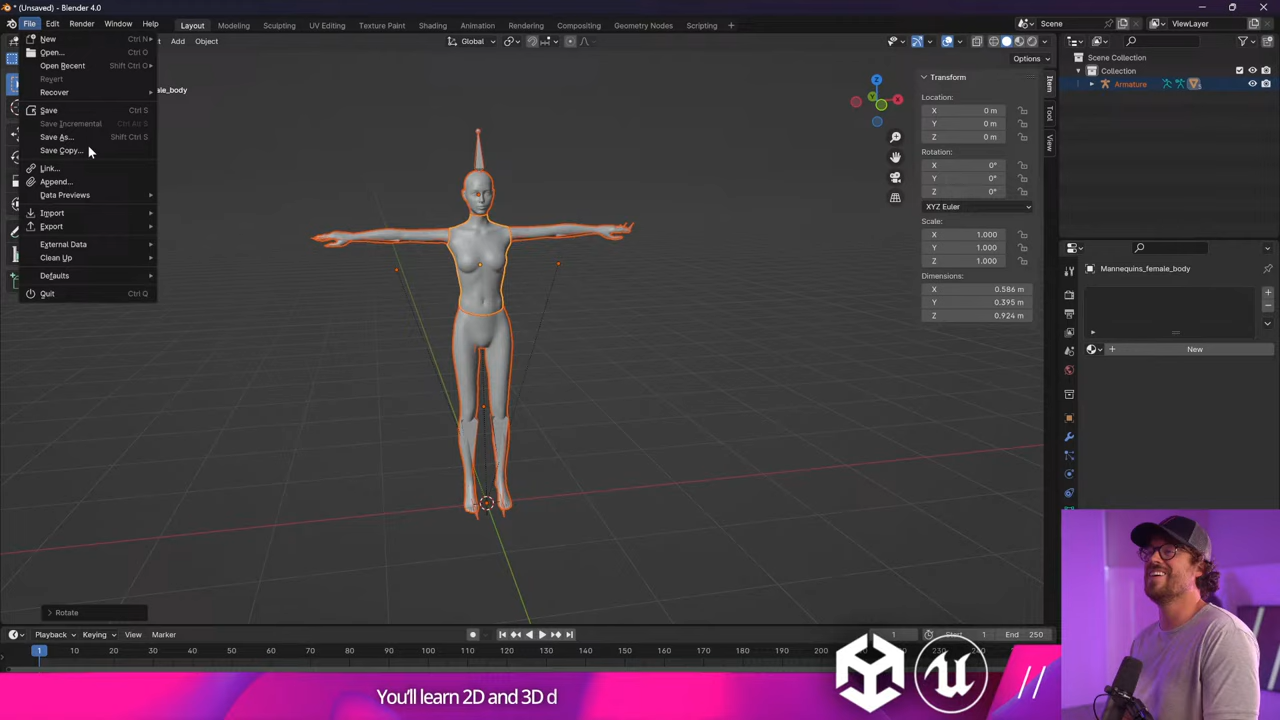 * (Unsaved) - Blender 4.0
File Edit Render Window Help Layout Modeling Sculpting UV Editing Texture Paint Shading Animation Rendering Compositing Geometry Nodes Scripting + Scene ViewLayer
Add Object Global
Options
New Ctrl N
Open... Ctrl O
Open Recent Shift Ctrl O
Revert
Recover
Save Ctrl S
Save Incremental Ctrl Alt S
Save As... Shift Ctrl S
Save Copy...
Link...
Append...
Data Previews
Import
Export
External Data
Clean Up
Defaults
Quit Ctrl Q
ale_body
Z
X
Y
Transform
Location:
X 0 m
Y 0 m
Z 0 m
Rotation:
X 0°
Y 0°
Z 0°
XYZ Euler
Scale:
X 1.000
Y 1.000
Z 1.000
Dimensions:
X 0.586 m
Y 0.395 m
Z 0.924 m
Item
Tool
View
Scene Collection
Collection
Armature
Mannequins_female_body
New
Rotate
Playback Keying View Marker 1 Start 1 End 250
1 10 20 30 40 50 60 70 80 90 100 110 120 130 140 150 160 170 180 190 200
You'll learn 2D and 3D d
//